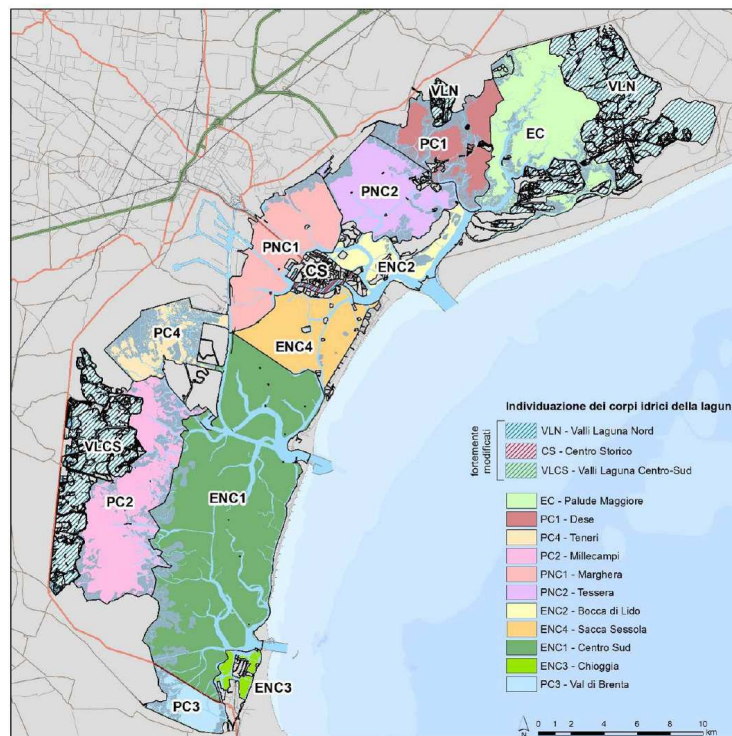 VLN
VLN
EC
PC1
PNC2
PNC1
CS
ENC2
PC4
ENC4
VLCS
PC2
ENC1
ENC3
PC3
Individuazione dei corpi idrici della lagun
fortemente
modificati
VLN - Valli Laguna Nord
CS - Centro Storico
VLCS - Valli Laguna Centro-Sud
EC - Palude Maggiore
PC1 - Dese
PC4 - Teneri
PC2 - Millecampi
PNC1 - Marghera
PNC2 - Tessera
ENC2 - Bocca di Lido
ENC4 - Sacca Sessola
ENC1 - Centro Sud
ENC3 - Chioggia
PC3 - Val di Brenta
N
0 2 4 6 8 10
km